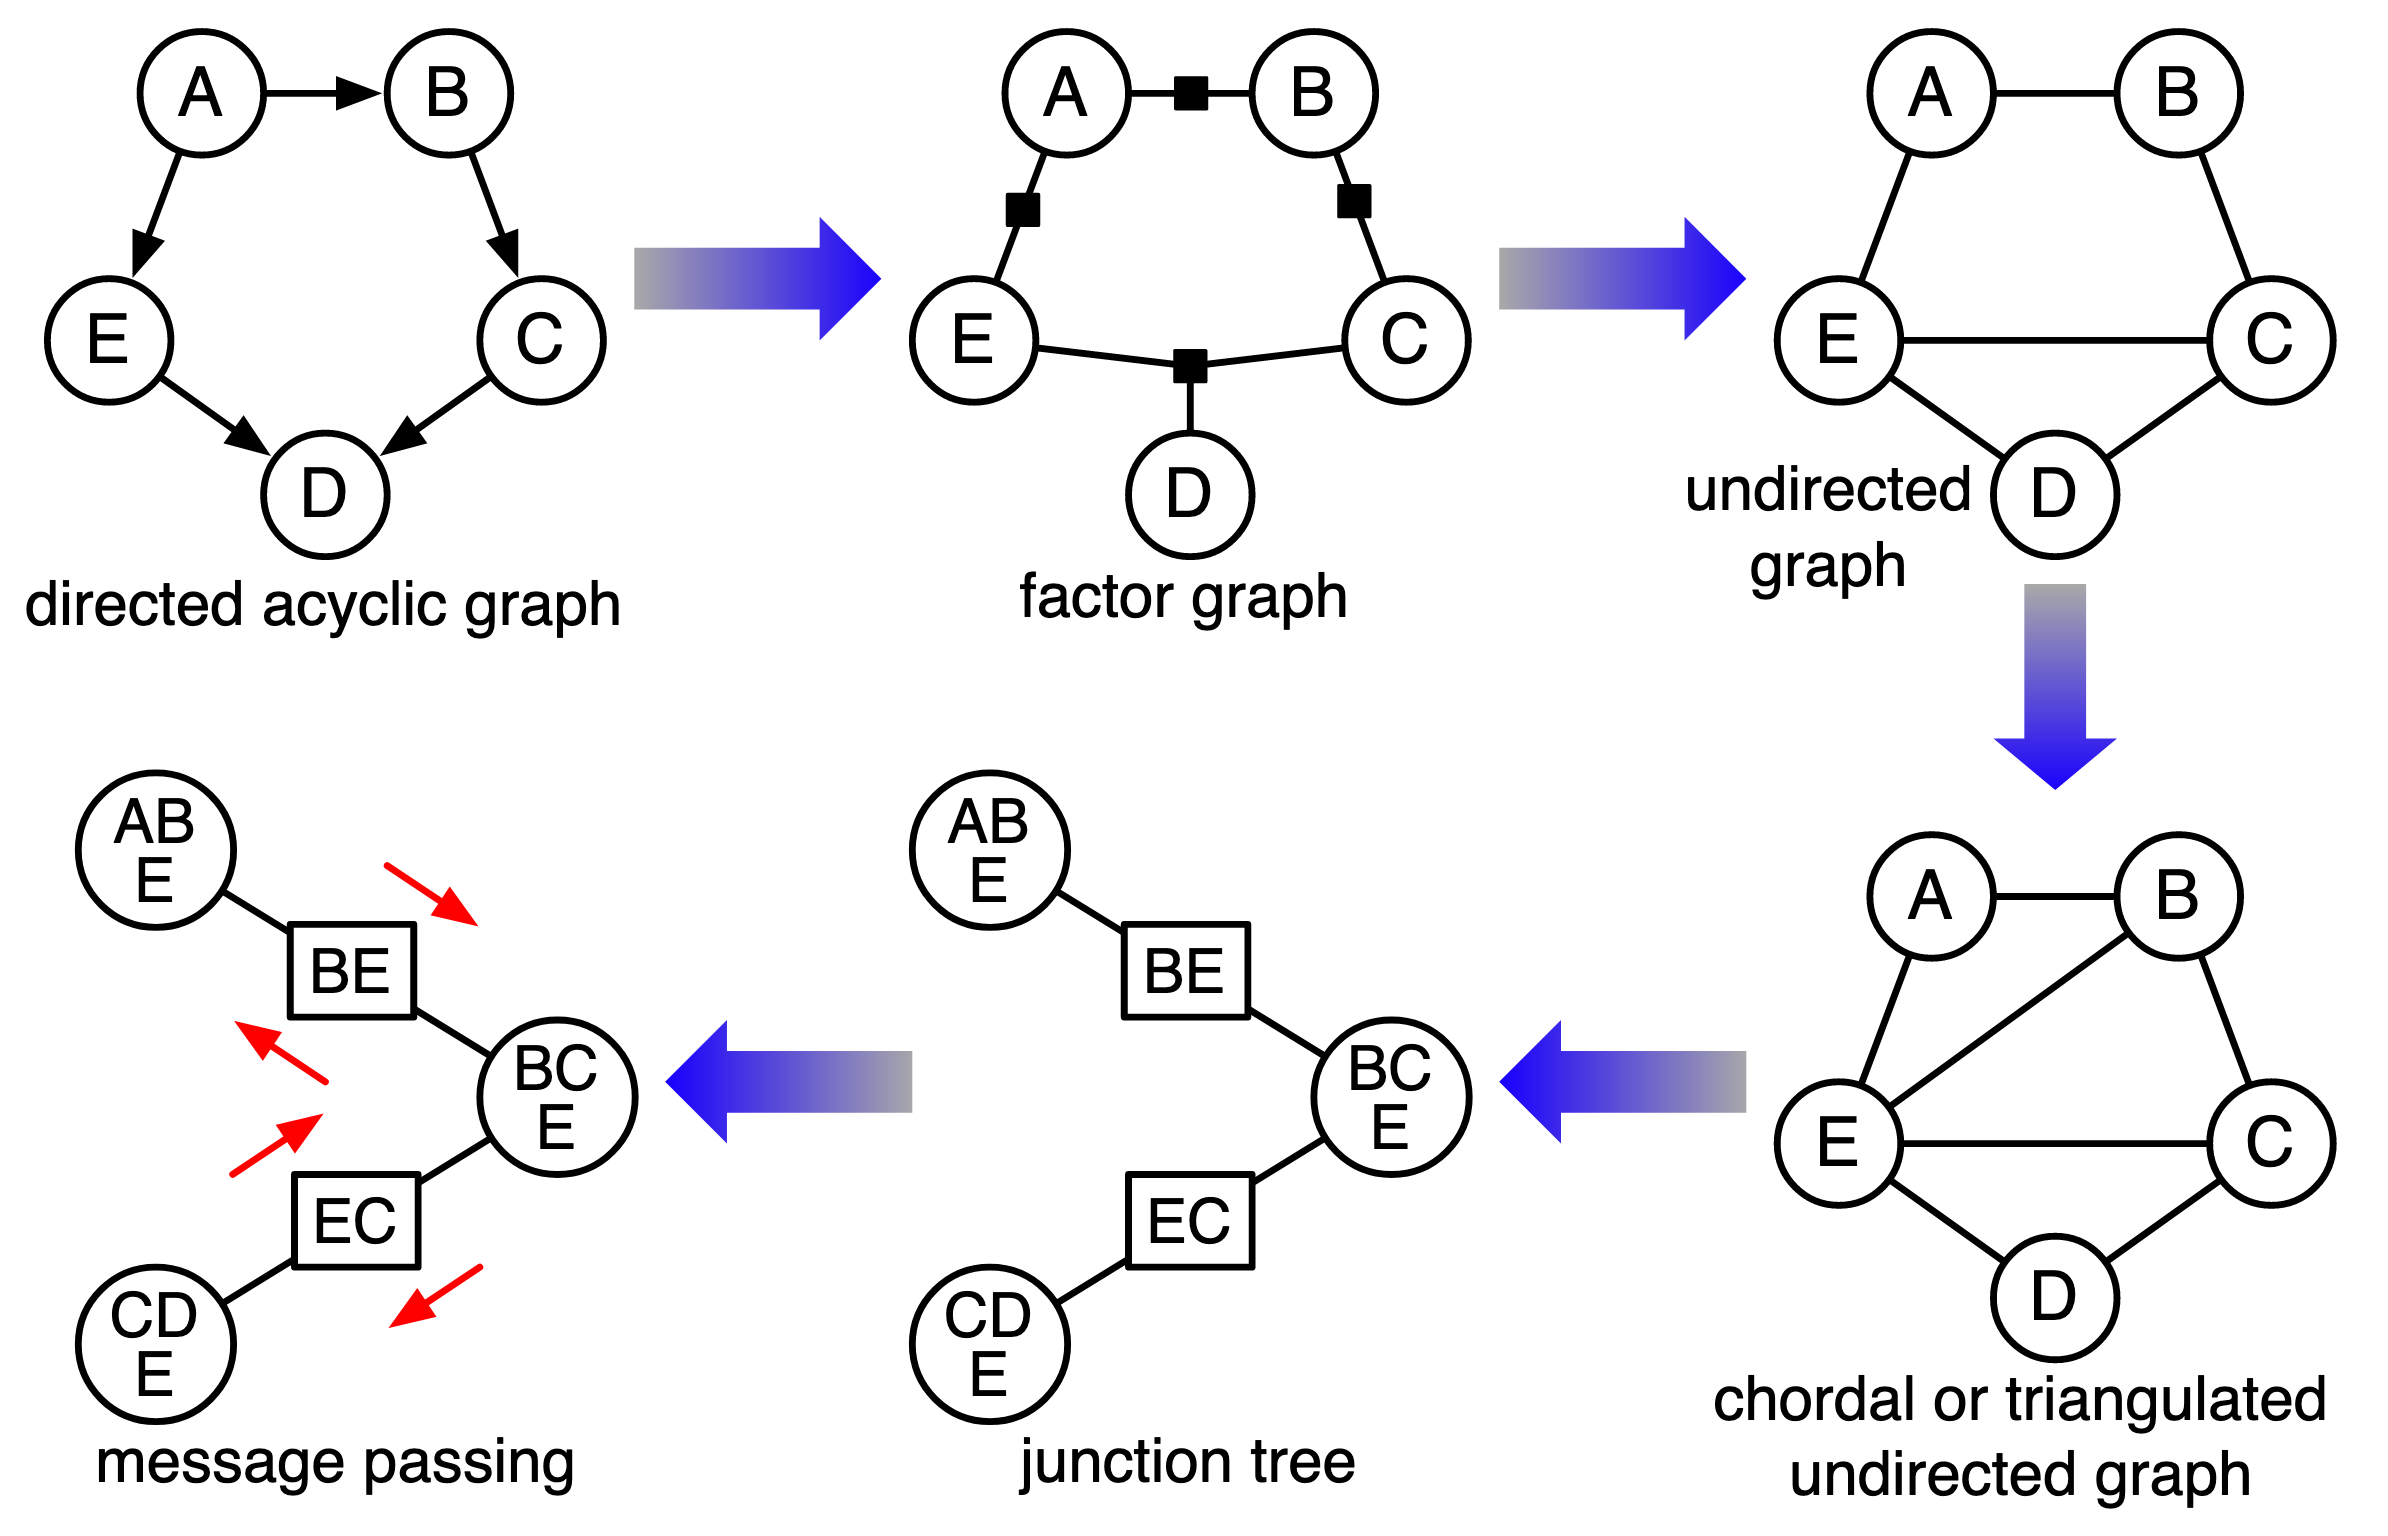 A
B
E
C
D
directed acyclic graph
A
B
E
C
D
factor graph
A
B
E
C
D
undirected
graph
AB
E
BE
BC
E
EC
CD
E
message passing
AB
E
BE
BC
E
EC
CD
E
junction tree
A
B
E
C
D
chordal or triangulated
undirected graph